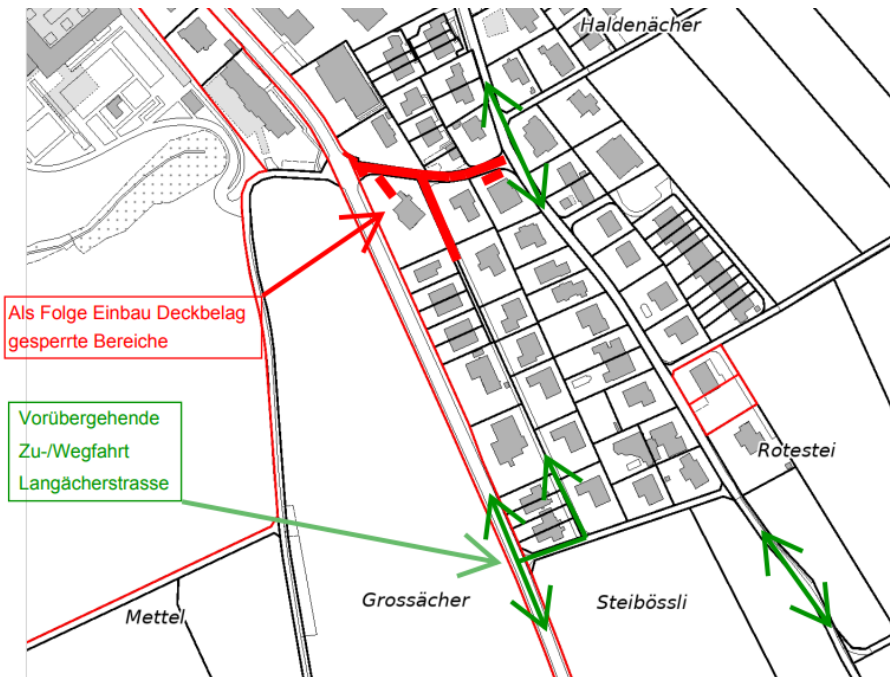 Haldenächer
Als Folge Einbau Deckbelag
gesperrte Bereiche
Vorübergehende
Zu-/Wegfahrt
Langächerstrasse
Rotestei
Grossächer
Steibössli
Mettel